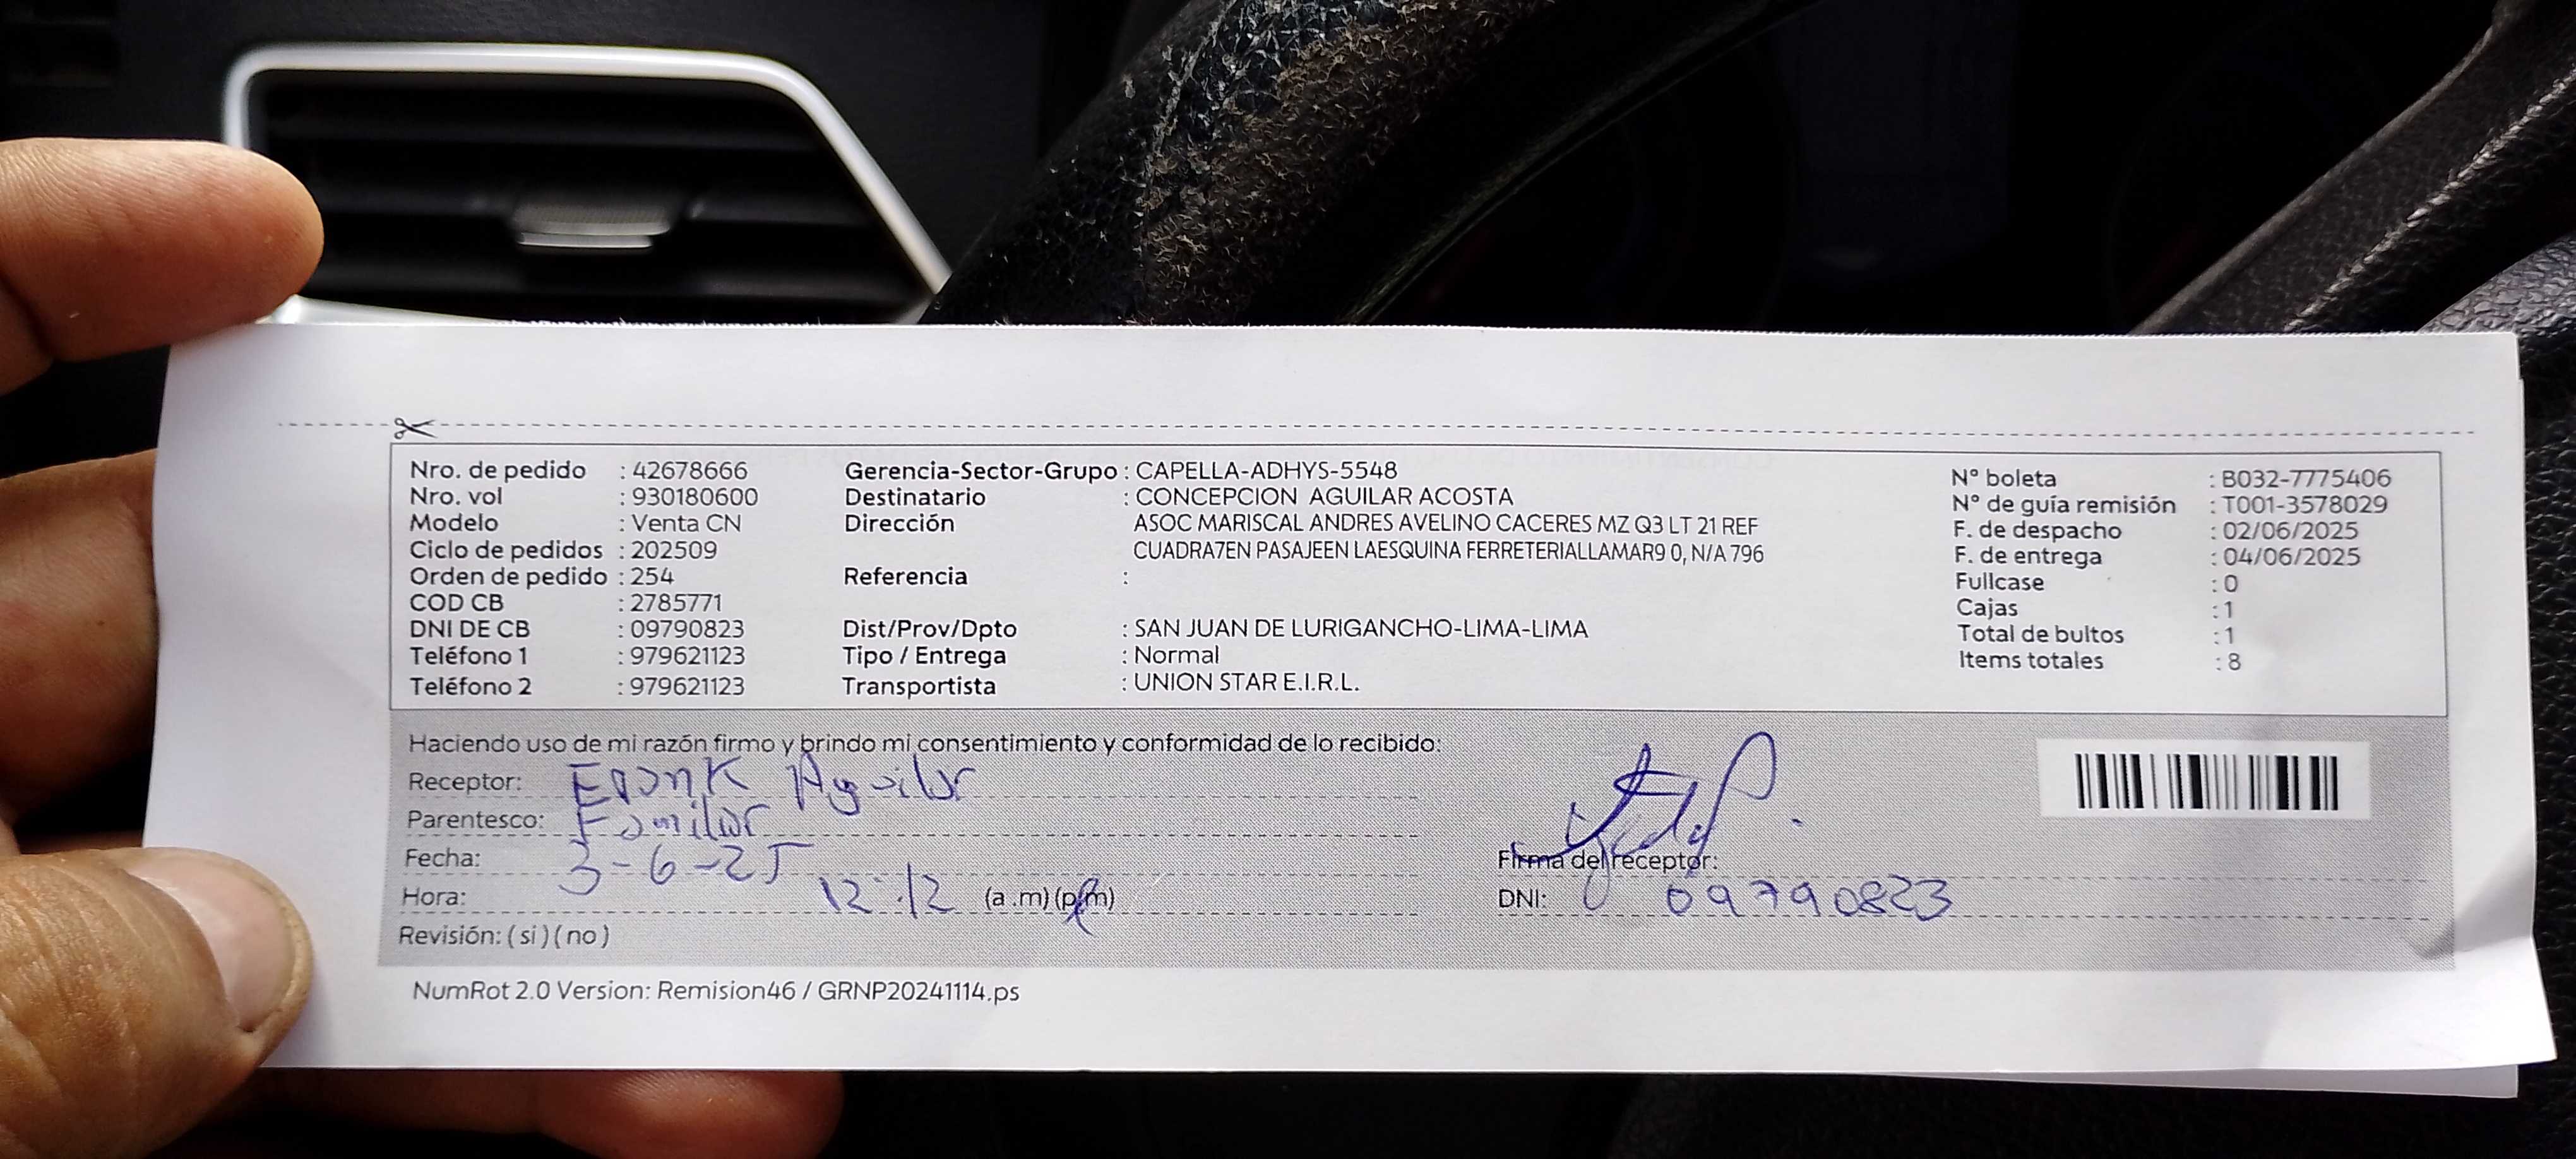 Nro. de pedido : 42678666
Nro. vol : 930180600
Modelo : Venta CN
Ciclo de pedidos : 202509
Orden de pedido : 254
COD CB : 2785771
DNI DE CB : 09790823
Teléfono 1 : 979621123
Teléfono 2 : 979621123
Gerencia-Sector-Grupo : CAPELLA-ADHYS-5548
Destinatario : CONCEPCION AGUILAR ACOSTA
Dirección ASOC MARISCAL ANDRES AVELINO CACERES MZ Q3 LT 21 REF
CUADRA7EN PASAJEEN LAESQUINA FERRETERIALLAMAR9 0, N/A 796
Referencia :
Dist/Prov/Dpto : SAN JUAN DE LURIGANCHO-LIMA-LIMA
Tipo / Entrega : Normal
Transportista : UNION STAR E.I.R.L.
N° boleta : B032-7775406
N° de guía remisión : T001-3578029
F. de despacho : 02/06/2025
F. de entrega : 04/06/2025
Fullcase : 0
Cajas : 1
Total de bultos : 1
Items totales : 8
Haciendo uso de mi razón firmo y brindo mi consentimiento y conformidad de lo recibido:
Receptor: Frank Aguilar
Parentesco: Familiar
Fecha: 3-6-25
Hora: 12:12 (a.m) (p.m)
Revisión: ( si ) ( no )
Firma del receptor:
DNI: 09790823
NumRot 2.0 Version: Remision46 / GRNP20241114.ps